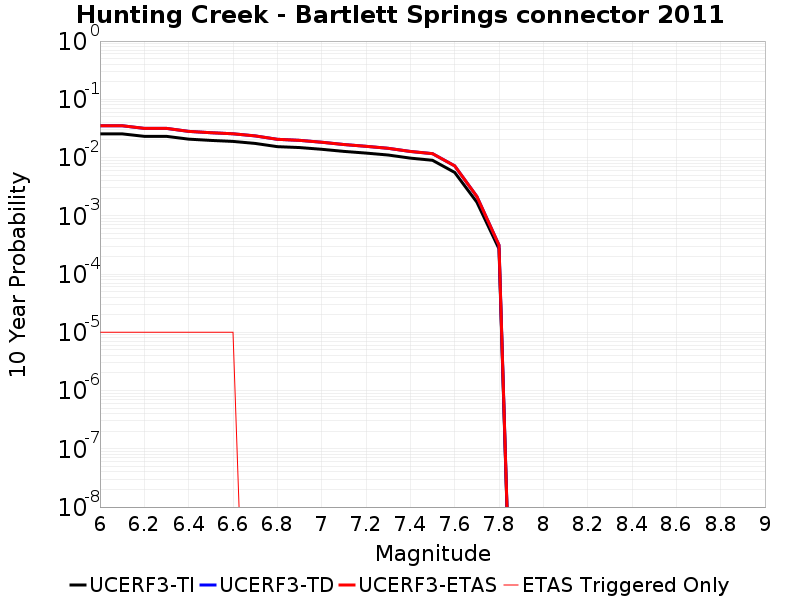 Hunting Creek - Bartlett Springs connector 2011
10^0
10^-1
10^-2
10^-3
10^-4
10^-5
10^-6
10^-7
10^-8
10 Year Probability
6 6.2 6.4 6.6 6.8 7 7.2 7.4 7.6 7.8 8 8.2 8.4 8.6 8.8 9
Magnitude
UCERF3-TI UCERF3-TD UCERF3-ETAS ETAS Triggered Only